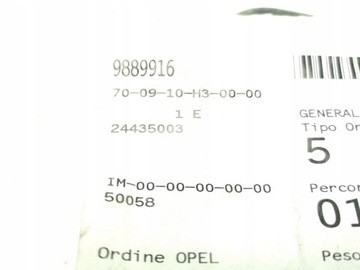 9889916
70-09-10-H3-00-00
1 E
24435003
GENERAL
Tipo Or
5
IM-00-00-00-00-00
50058
Percor
01
Ordine OPEL
Peso